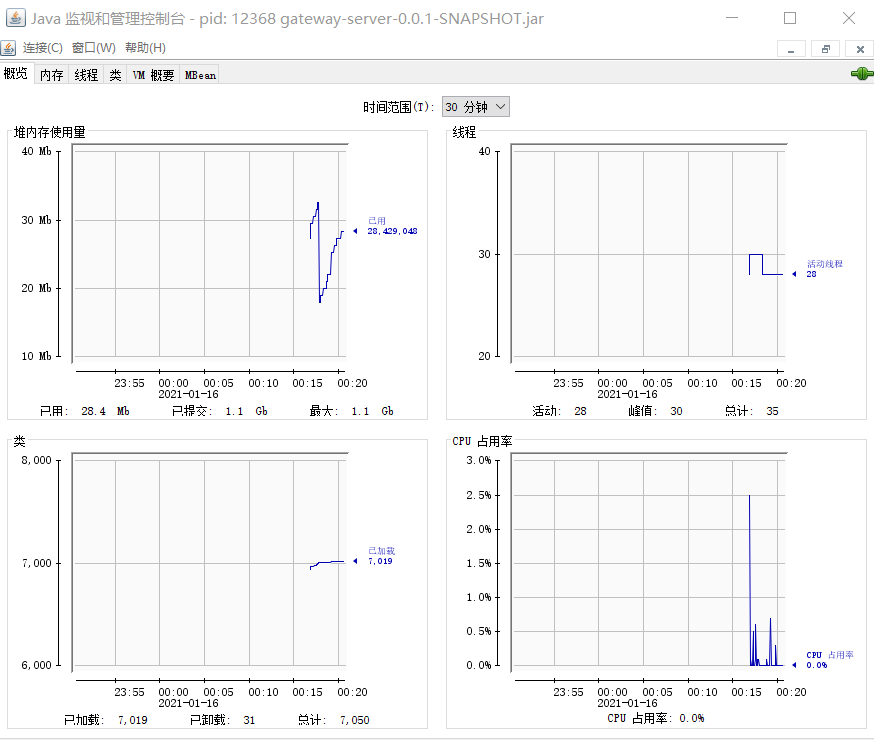 Java 监视和管理控制台 - pid: 12368 gateway-server-0.0.1-SNAPSHOT.jar
连接(C) 窗口(W) 帮助(H)
概览 内存 线程 类 VM 概要 MBean
时间范围(T): 30 分钟
堆内存使用量
40 Mb
30 Mb
20 Mb
10 Mb
已用
28,429,048
23:55 00:00 00:05 00:10 00:15 00:20
2021-01-16
已用: 28.4 Mb 已提交: 1.1 Gb 最大: 1.1 Gb
线程
40
30
20
活动线程
28
23:55 00:00 00:05 00:10 00:15 00:20
2021-01-16
活动: 28 峰值: 30 总计: 35
类
8,000
7,000
6,000
已加载
7,019
23:55 00:00 00:05 00:10 00:15 00:20
2021-01-16
已加载: 7,019 已卸载: 31 总计: 7,050
CPU 占用率
3.0%
2.5%
2.0%
1.5%
1.0%
0.5%
0.0%
CPU 占用率
0.0%
23:55 00:00 00:05 00:10 00:15 00:20
2021-01-16
CPU 占用率: 0.0%